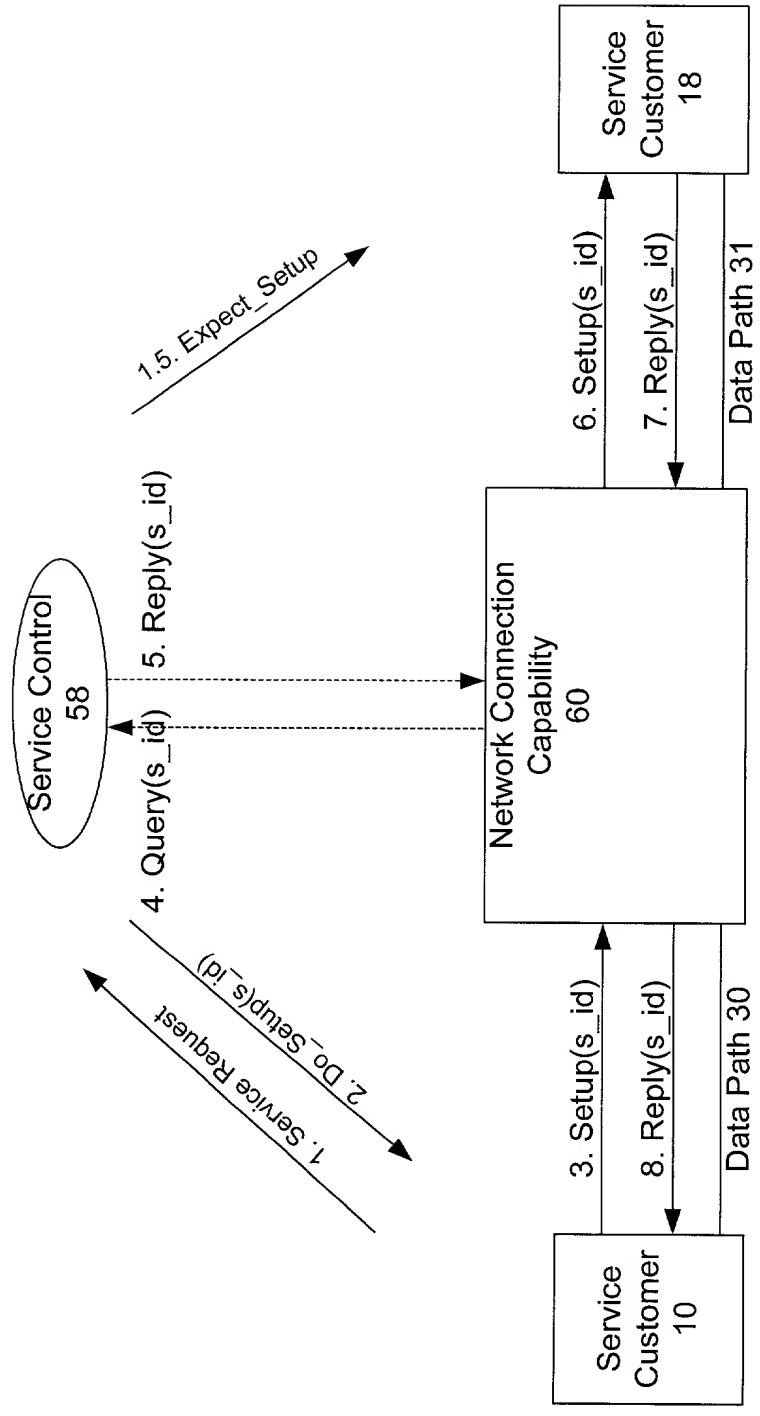 Service Control
58
1. Service Request
2. Do_Setup(s_id)
4. Query(s_id)
5. Reply(s_id)
1.5. Expect_Setup
Service
Customer
10
3. Setup(s_id)
8. Reply(s_id)
Data Path 30
Network Connection
Capability
60
6. Setup(s_id)
7. Reply(s_id)
Data Path 31
Service
Customer
18